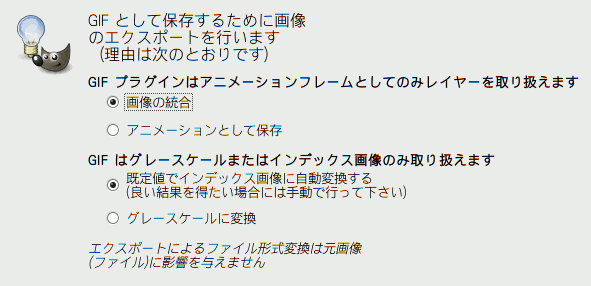 GIF として保存するために画像
のエクスポートを行います
(理由は次のとおりです)
GIF プラグインはアニメーションフレームとしてのみレイヤーを取り扱えます
画像の統合
アニメーションとして保存
GIF はグレースケールまたはインデックス画像のみ取り扱えます
既定値でインデックス画像に自動変換する
(良い結果を得たい場合には手動で行って下さい)
グレースケールに変換
エクスポートによるファイル形式変換は元画像
(ファイル)に影響を与えません